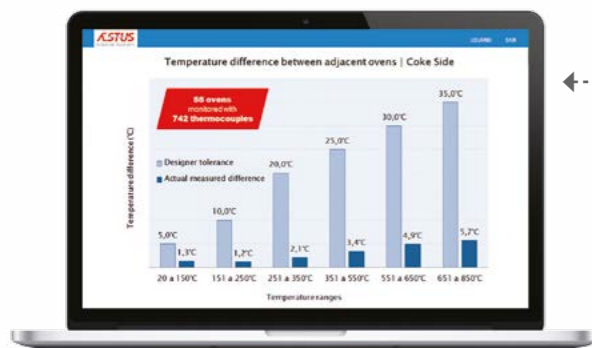 ÆSTUS
Temperature difference between adjacent ovens | Coke Side
Temperature difference (°C)
742 thermocouples
monitored with
Designer tolerance
Actual measured difference
5,0°C
1,3°C
10,0°C
1,2°C
20,0°C
2,1°C
25,0°C
3,4°C
30,0°C
4,9°C
35,0°C
5,7°C
20 a 150°C
151 a 250°C
251 a 350°C
351 a 550°C
551 a 650°C
651 a 850°C
Temperature ranges